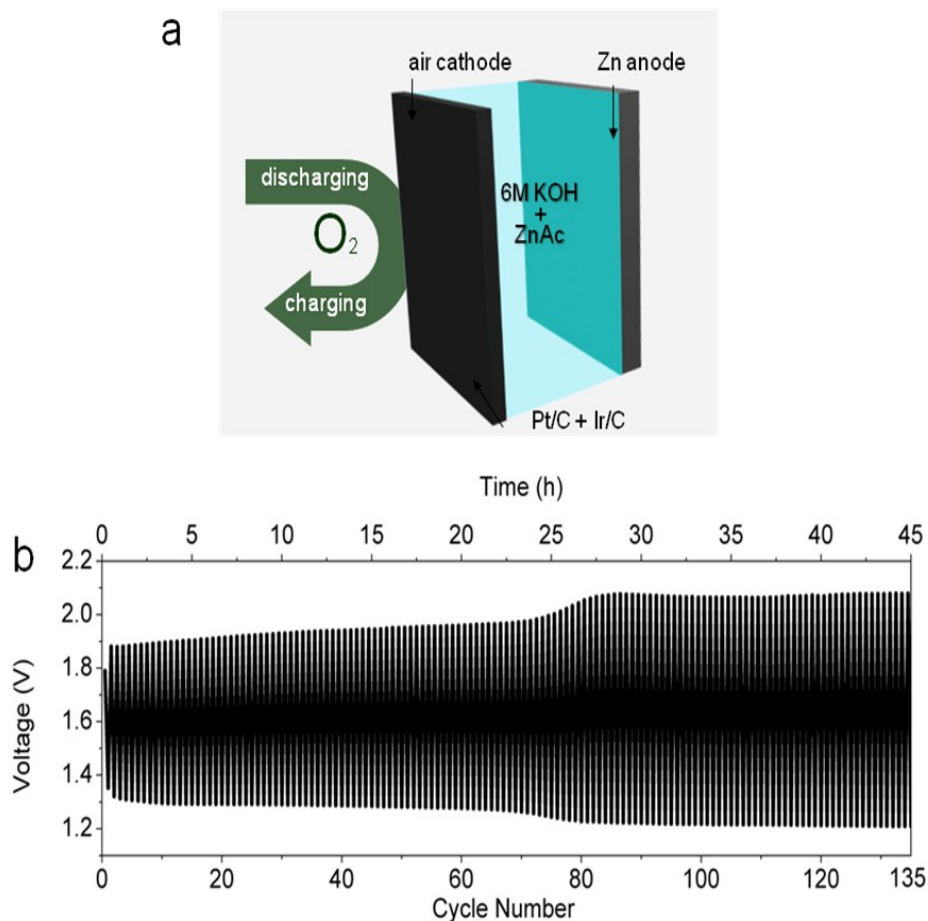 a
air cathode
Zn anode
discharging
O₂
charging
6M KOH
+
ZnAc
Pt/C + Ir/C
b
Time (h)
0 5 10 15 20 25 30 35 40 45
Voltage (V)
2.2
2.0
1.8
1.6
1.4
1.2
0 20 40 60 80 100 120 135
Cycle Number